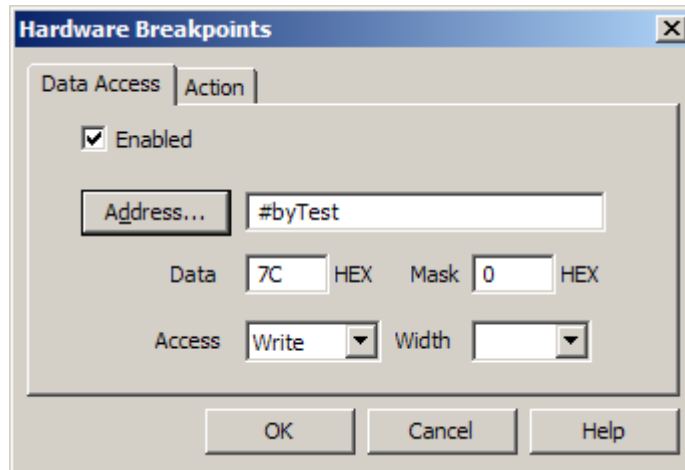 Hardware Breakpoints
Data Access Action
Enabled
Address... #byTest
Data 7C HEX Mask 0 HEX
Access Write Width
OK Cancel Help